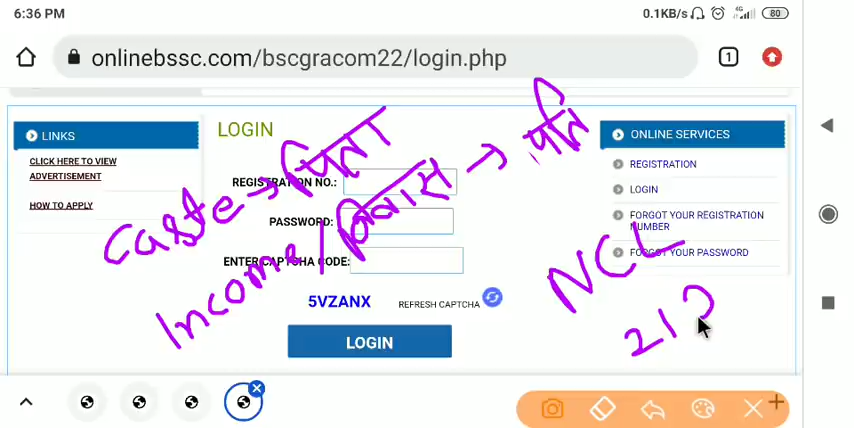 6:36 PM
0.1KB/s 4G 80
onlinebssc.com/bscgracom22/login.php
1
LINKS
CLICK HERE TO VIEW
ADVERTISEMENT
HOW TO APPLY
LOGIN
REGISTRATION NO.:
PASSWORD:
ENTER CAPTCHA CODE:
5VZANX REFRESH CAPTCHA
LOGIN
ONLINE SERVICES
REGISTRATION
LOGIN
FORGOT YOUR REGISTRATION
NUMBER
FORGOT YOUR PASSWORD
Caste →
Income / →
NCL